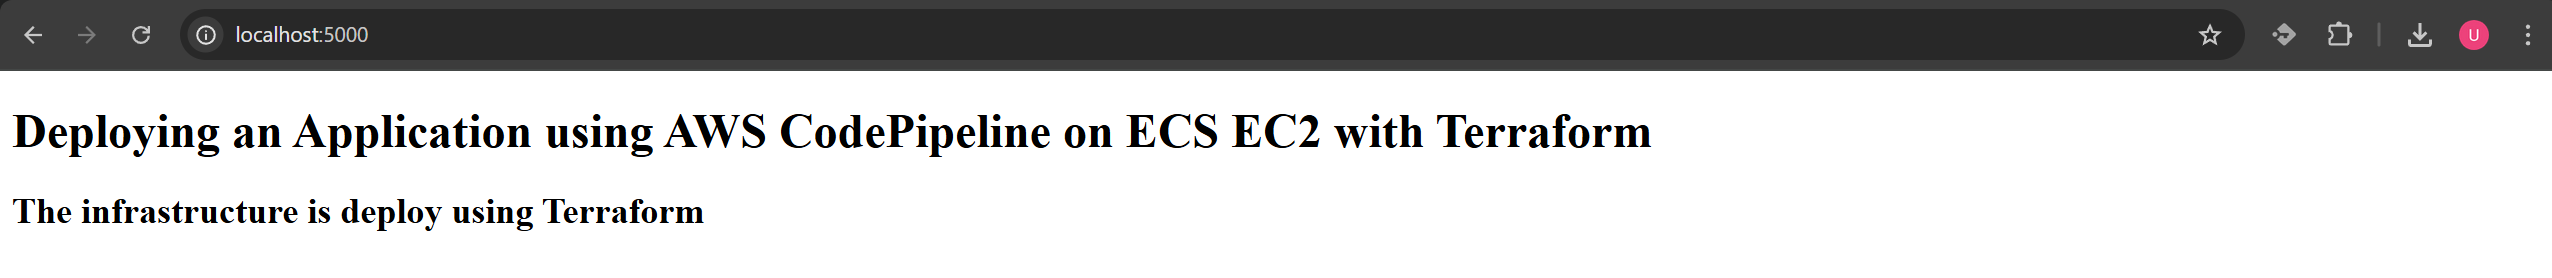 localhost:5000
U
Deploying an Application using AWS CodePipeline on ECS EC2 with Terraform
The infrastructure is deploy using Terraform